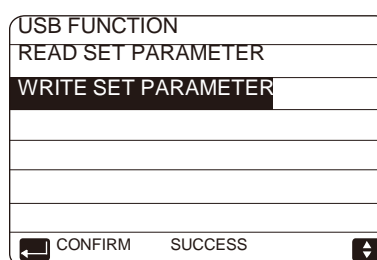 USB FUNCTION
READ SET PARAMETER
WRITE SET PARAMETER
CONFIRM SUCCESS